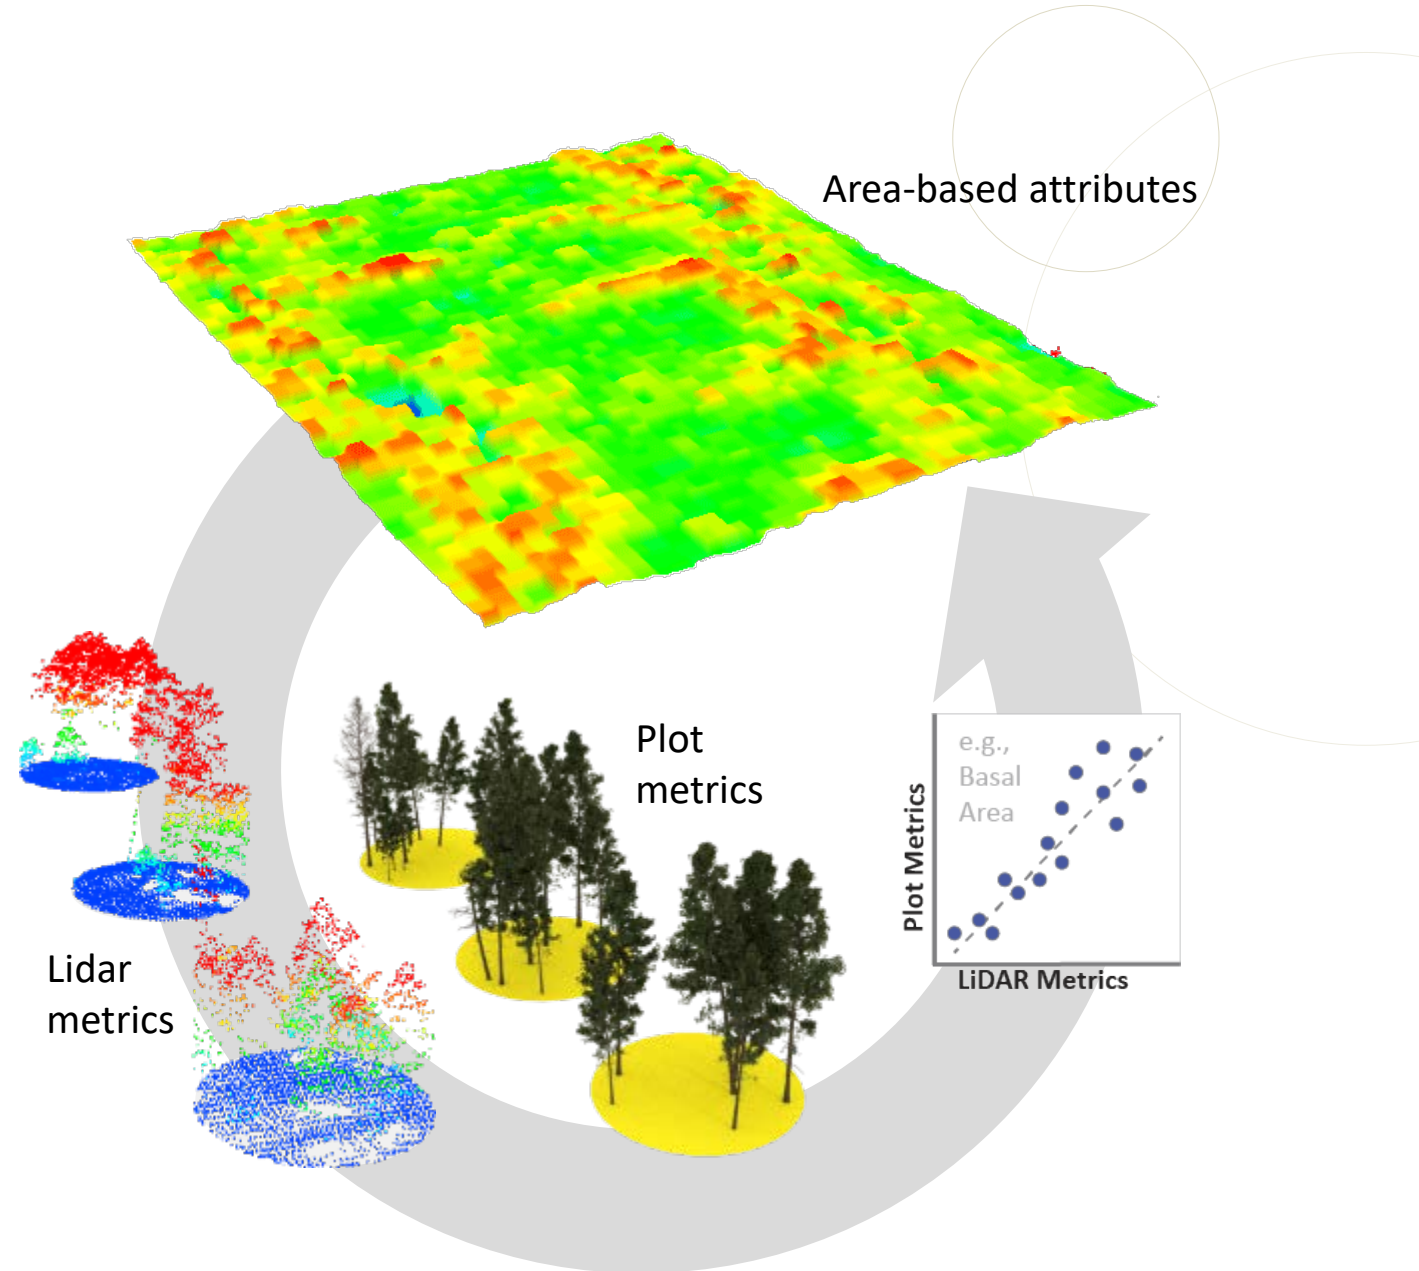 Area-based attributes
Plot
metrics
e.g.,
Basal
Area
Plot Metrics
LiDAR Metrics
Lidar
metrics